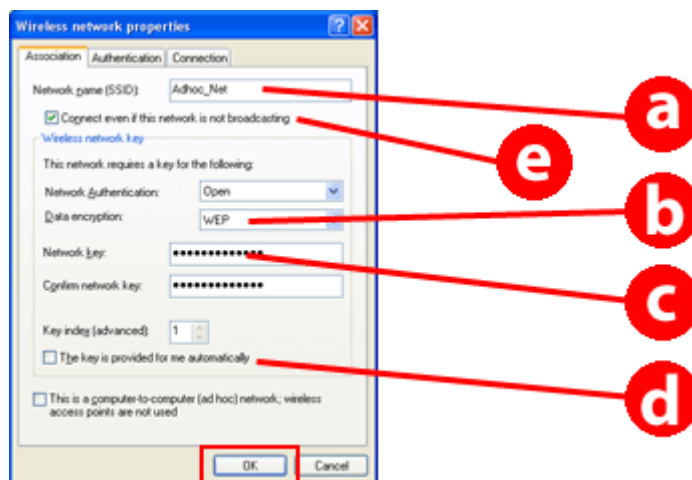 Wireless network properties
Association Authentication Connection
Network name (SSID): Adhoc_Net
a
Connect even if this network is not broadcasting
e
Wireless network key
This network requires a key for the following:
Network Authentication: Open
Data encryption: WEP
b
Network key: •••••••••••••
c
Confirm network key: •••••••••••••
Key index (advanced): 1
The key is provided for me automatically
d
This is a computer-to-computer (ad hoc) network; wireless
access points are not used
OK Cancel